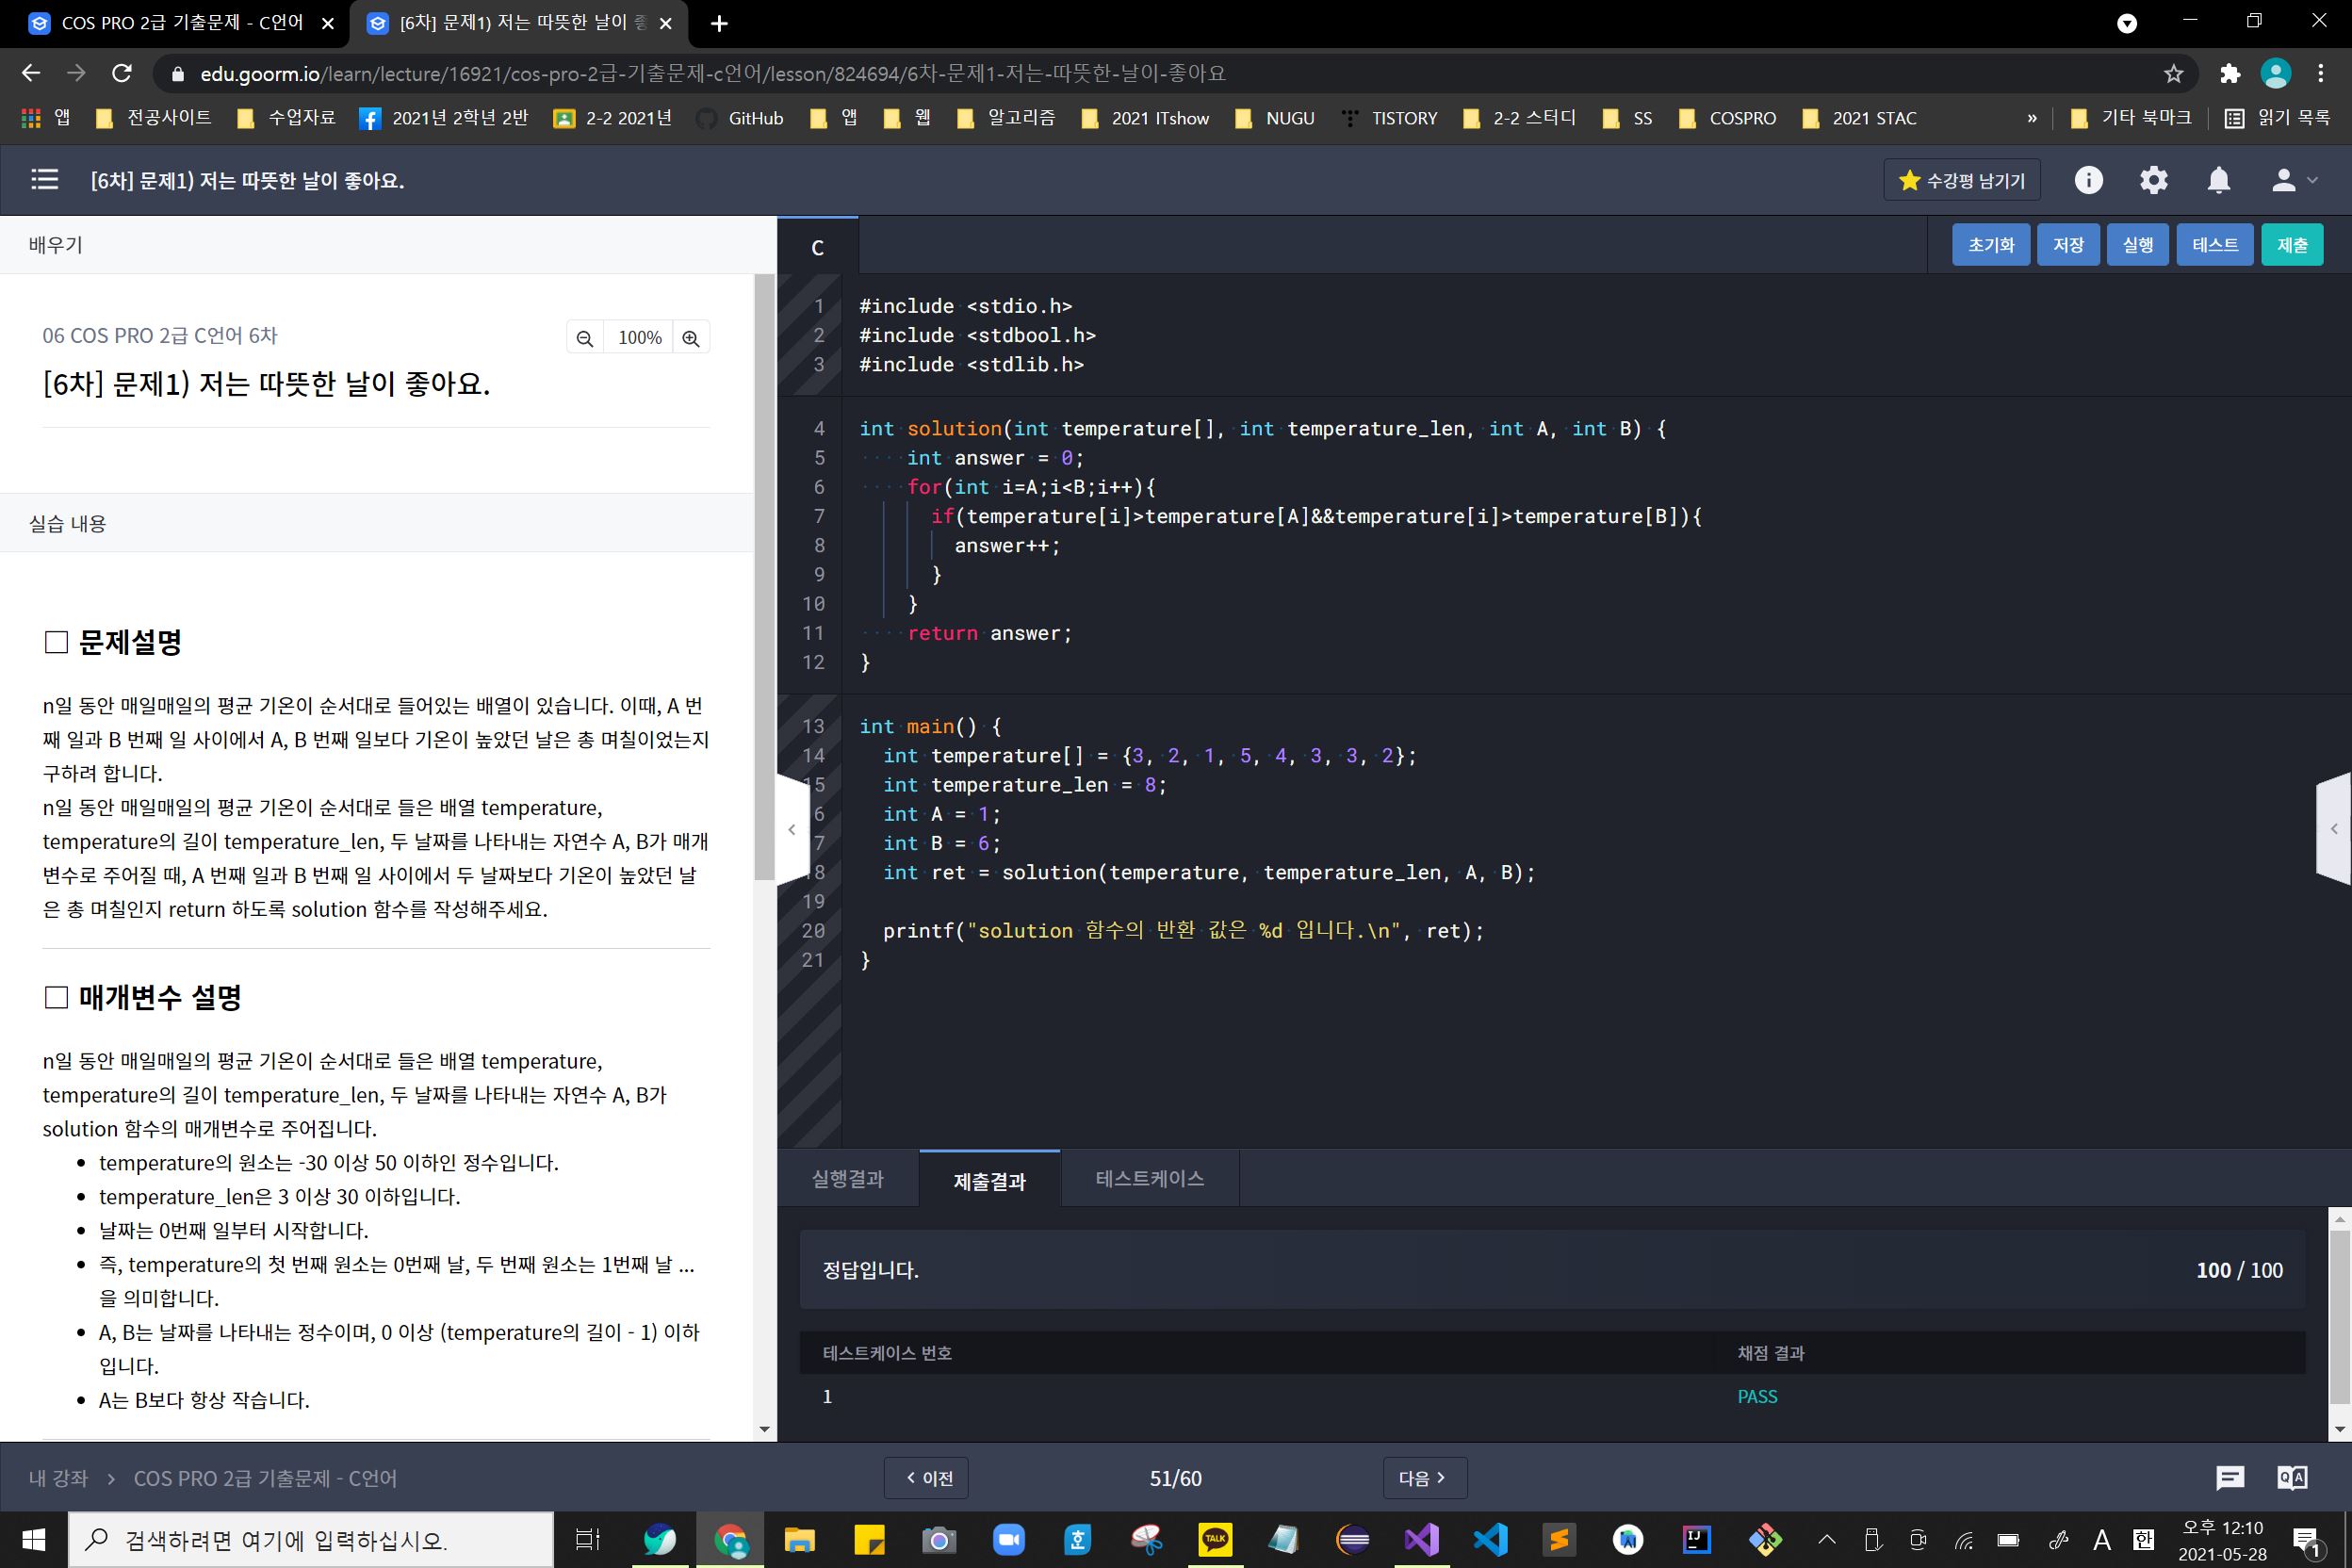 COS PRO 2급 기출문제 - C언어
[6차] 문제1) 저는 따뜻한 날이 좋
edu.goorm.io/learn/lecture/16921/cos-pro-2급-기출문제-c언어/lesson/824694/6차-문제1-저는-따뜻한-날이-좋아요
앱 전공사이트 수업자료 2021년 2학년 2반 2-2 2021년 GitHub 앱 웹 알고리즘 2021 ITshow NUGU TISTORY 2-2 스터디 SS COSPRO 2021 STAC » 기타 북마크 읽기 목록
[6차] 문제1) 저는 따뜻한 날이 좋아요.
수강평 남기기
배우기
C
초기화 저장 실행 테스트 제출
06 COS PRO 2급 C언어 6차
100%
[6차] 문제1) 저는 따뜻한 날이 좋아요.
실습 내용
문제설명
n일 동안 매일매일의 평균 기온이 순서대로 들어있는 배열이 있습니다. 이때, A 번
째 일과 B 번째 일 사이에서 A, B 번째 일보다 기온이 높았던 날은 총 며칠이었는지
구하려 합니다.
n일 동안 매일매일의 평균 기온이 순서대로 들은 배열 temperature,
temperature의 길이 temperature_len, 두 날짜를 나타내는 자연수 A, B가 매개
변수로 주어질 때, A 번째 일과 B 번째 일 사이에서 두 날짜보다 기온이 높았던 날
은 총 며칠인지 return 하도록 solution 함수를 작성해주세요.
매개변수 설명
n일 동안 매일매일의 평균 기온이 순서대로 들은 배열 temperature,
temperature의 길이 temperature_len, 두 날짜를 나타내는 자연수 A, B가
solution 함수의 매개변수로 주어집니다.
• temperature의 원소는 -30 이상 50 이하인 정수입니다.
• temperature_len은 3 이상 30 이하입니다.
• 날짜는 0번째 일부터 시작합니다.
• 즉, temperature의 첫 번째 원소는 0번째 날, 두 번째 원소는 1번째 날 ...
을 의미합니다.
• A, B는 날짜를 나타내는 정수이며, 0 이상 (temperature의 길이 - 1) 이하
입니다.
• A는 B보다 항상 작습니다.
1 #include <stdio.h>
2 #include <stdbool.h>
3 #include <stdlib.h>
4 int solution(int temperature[], int temperature_len, int A, int B) {
5 int answer = 0;
6 for(int i=A;i<B;i++){
7 if(temperature[i]>temperature[A]&&temperature[i]>temperature[B]){
8 answer++;
9 }
10 }
11 return answer;
12 }
13 int main() {
14 int temperature[] = {3, 2, 1, 5, 4, 3, 3, 2};
5 int temperature_len = 8;
6 int A = 1;
7 int B = 6;
8 int ret = solution(temperature, temperature_len, A, B);
19
20 printf("solution 함수의 반환 값은 %d 입니다.\n", ret);
21 }
실행결과 제출결과 테스트케이스
정답입니다. 100 / 100
테스트케이스 번호 채점 결과
1 PASS
내 강좌 > COS PRO 2급 기출문제 - C언어
이전 51/60 다음
QA
검색하려면 여기에 입력하십시오.
TALK
IJ
A 한
오후 12:10
2021-05-28
1